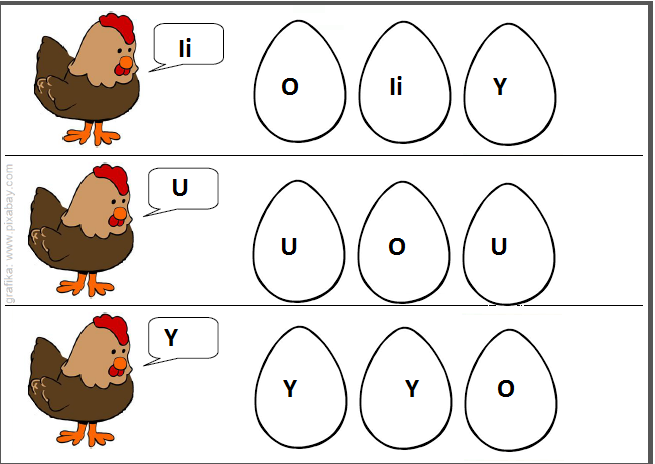 Ii
O Ii Y
U
U O U
Y
Y Y O
grafika: www.pixabay.com